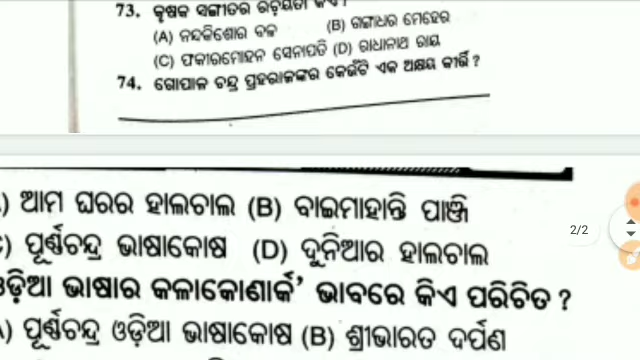 73. କୃଷକ ସଙ୍ଗୀତର ରଚୟିତା କିଏ ?
(A) ନନ୍ଦକିଶୋର ବଳ (B) ଗଙ୍ଗାଧର ମେହେର
(C) ଫକୀରମୋହନ ସେନାପତି (D) ରାଧାନାଥ ରାୟ
74. ଗୋପାଳ ଚନ୍ଦ୍ର ପ୍ରହରାଜଙ୍କର କେଉଁଟି ଏକ ଅକ୍ଷୟ କୀର୍ତ୍ତି ?
) ଆମ ଘରର ହାଲଚାଲ (B) ବାଇମାହାନ୍ତି ପାଞ୍ଜି
2/2
) ପୂର୍ଣ୍ଣଚନ୍ଦ୍ର ଭାଷାକୋଷ (D) ଦୁନିଆର ହାଲଚାଲ
ଓଡ଼ିଆ ଭାଷାର କଳାକୋଣାର୍କ’ ଭାବରେ କିଏ ପରିଚିତ ?
) ପୂର୍ଣ୍ଣଚନ୍ଦ୍ର ଓଡ଼ିଆ ଭାଷାକୋଷ (B) ଶ୍ରୀଭାରତ ଦର୍ପଣ